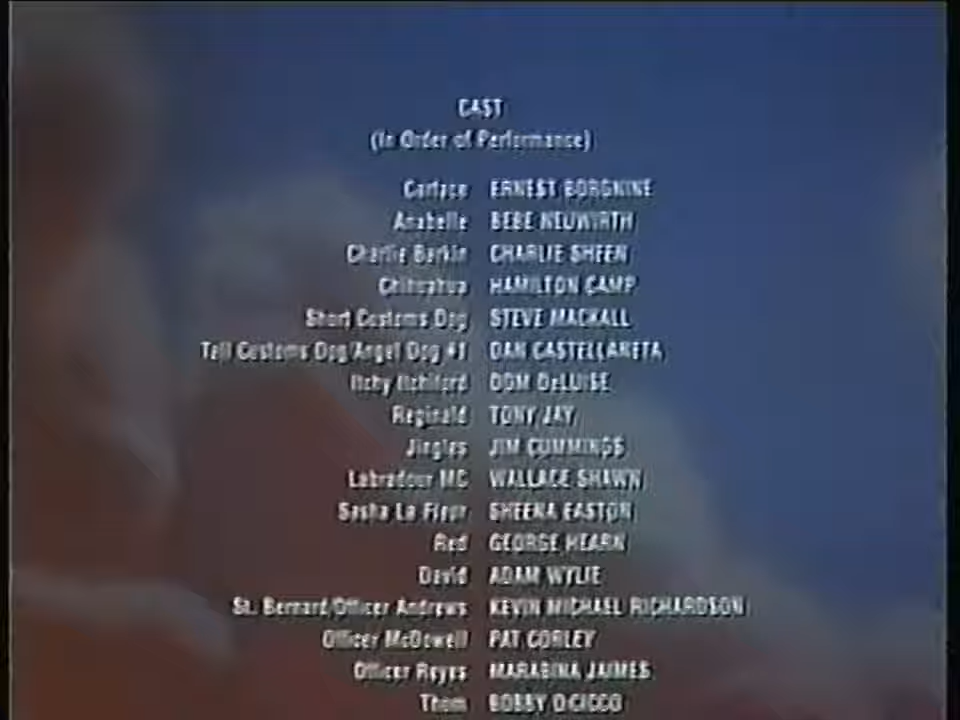 CAST
(In Order of Performance)
Carface ERNEST BORGNINE
Anabelle BEBE NEUWIRTH
Charlie Barkin CHARLIE SHEEN
Chihuahua HAMILTON CAMP
Short Customs Dog STEVE MACKALL
Tall Customs Dog/Angel Dog #1 DAN CASTELLANETA
Itchy Itchiford DOM DeLUISE
Reginald TONY JAY
Jingles JIM CUMMINGS
Labradour MC WALLACE SHAWN
Sasha La Fleur SHEENA EASTON
Red GEORGE HEARN
David ADAM WYLIE
St. Bernard/Officer Andrews KEVIN MICHAEL RICHARDSON
Officer McDowell PAT CORLEY
Officer Reyes MARABINA JAIMES
Thom BOBBY DiCICCO